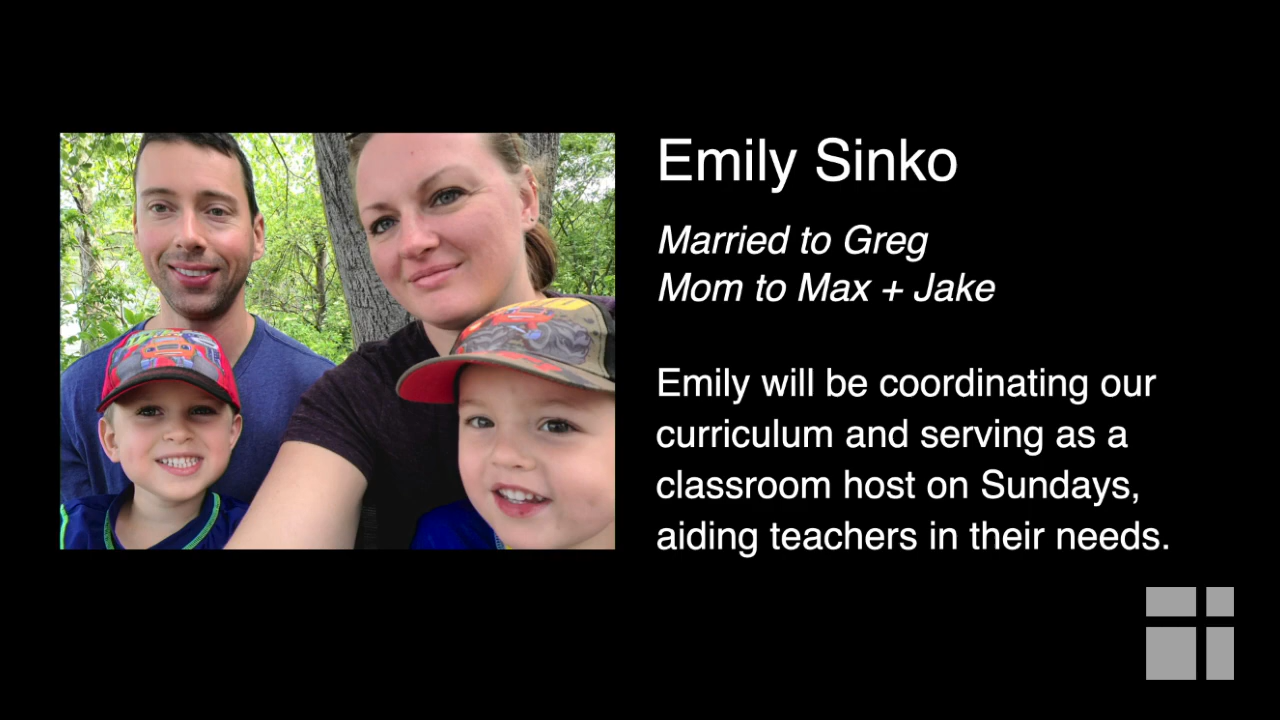 Emily Sinko
Married to Greg
Mom to Max + Jake
Emily will be coordinating our
curriculum and serving as a
classroom host on Sundays,
aiding teachers in their needs.